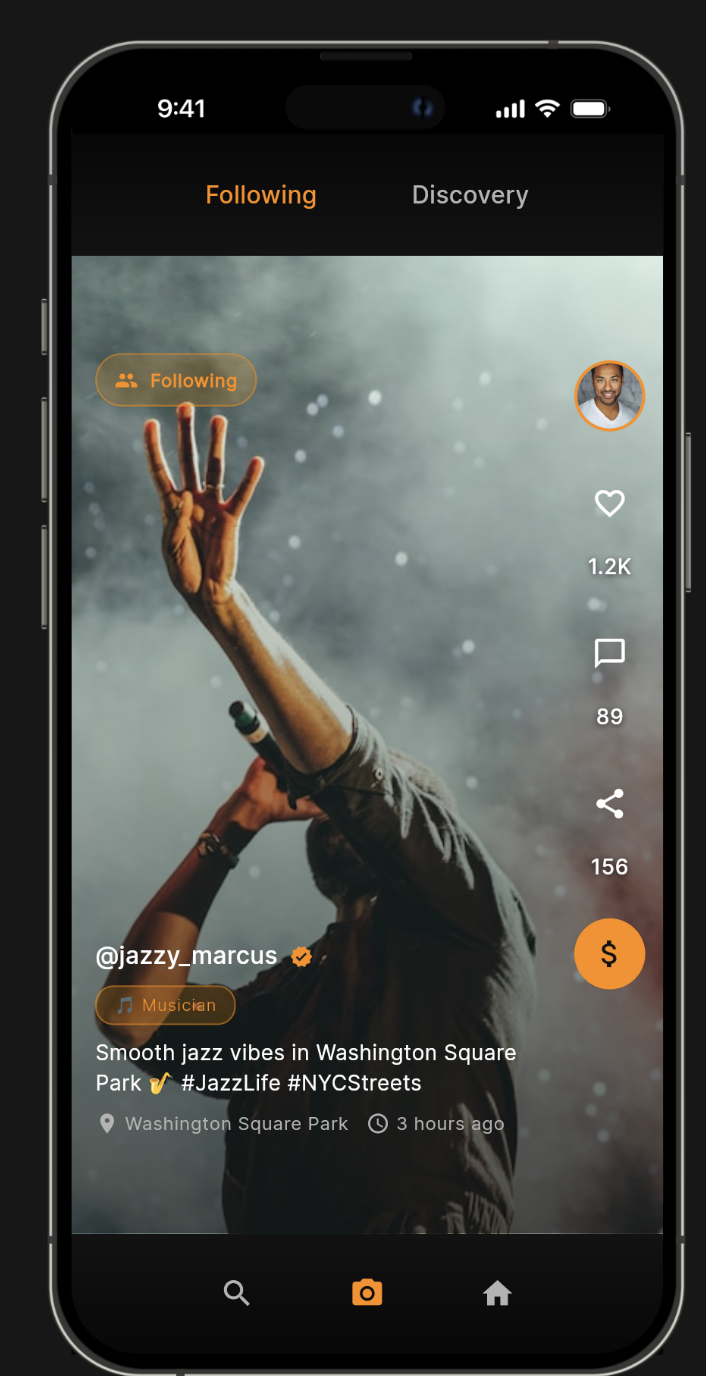 9:41
Following
Discovery
Following
1.2K
89
156
$
@jazzy_marcus
🎵 Musician
Smooth jazz vibes in Washington Square
Park 🎷 #JazzLife #NYCStreets
Washington Square Park 3 hours ago